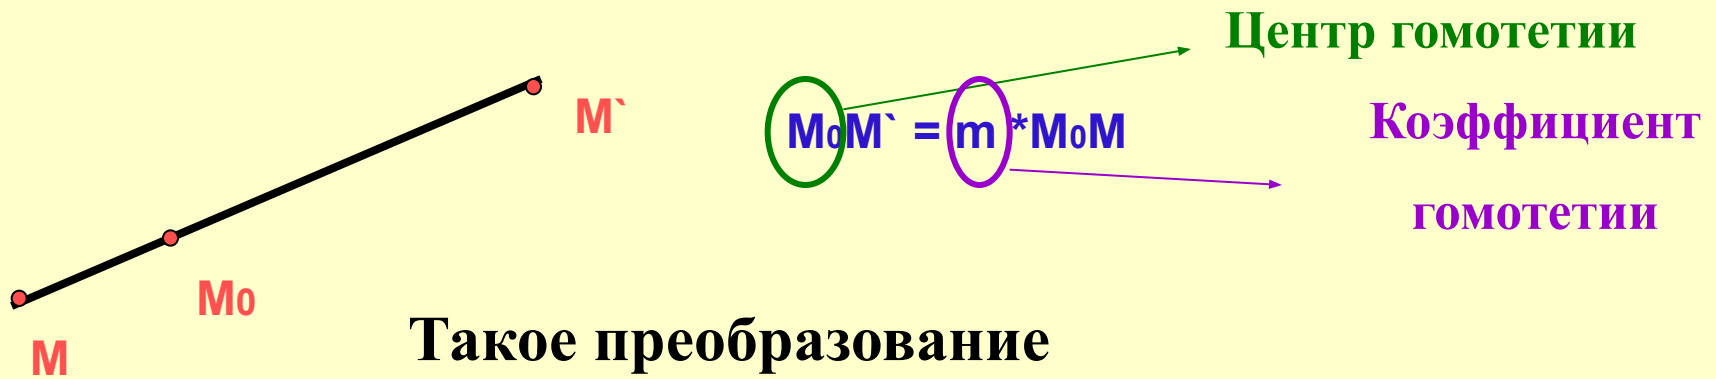 Центр гомотетии
M`
M₀M` = m *M₀M
Коэффициент
гомотетии
M₀
M
Такое преобразование